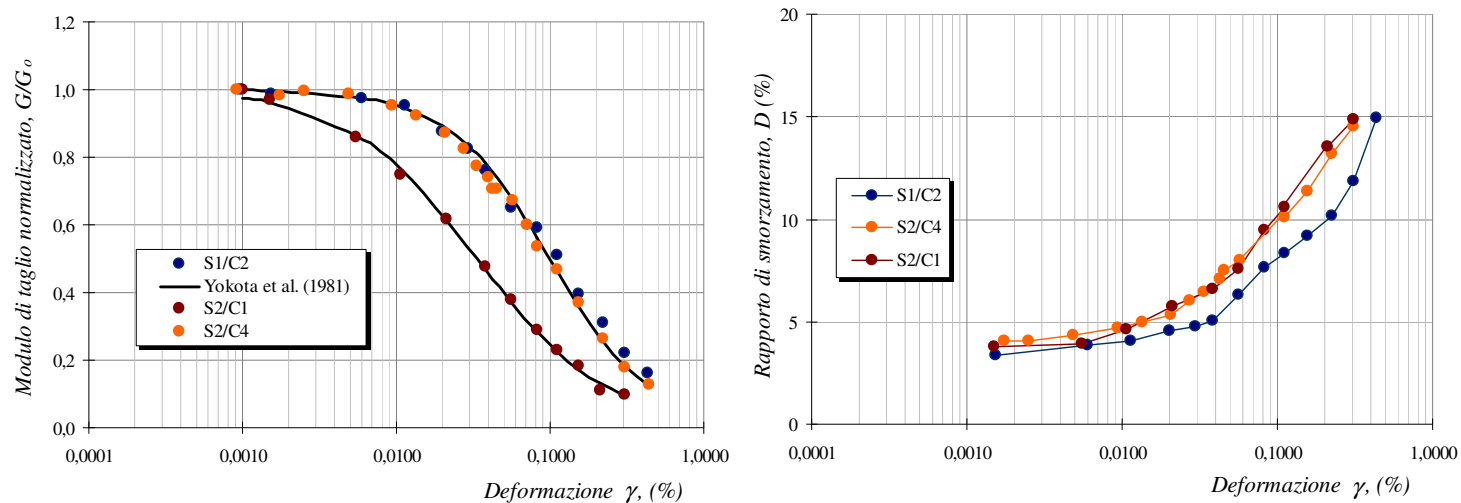 Modulo di taglio normalizzato, G/Go
1,2
1,0
0,8
0,6
0,4
0,2
0,0
S1/C2
Yokota et al. (1981)
S2/C1
S2/C4
0,0001
0,0010
0,0100
0,1000
1,0000
Deformazione γ, (%)
Rapporto di smorzamento, D (%)
20
15
10
5
0
S1/C2
S2/C4
S2/C1
0,0001
0,0010
0,0100
0,1000
1,0000
Deformazione γ, (%)